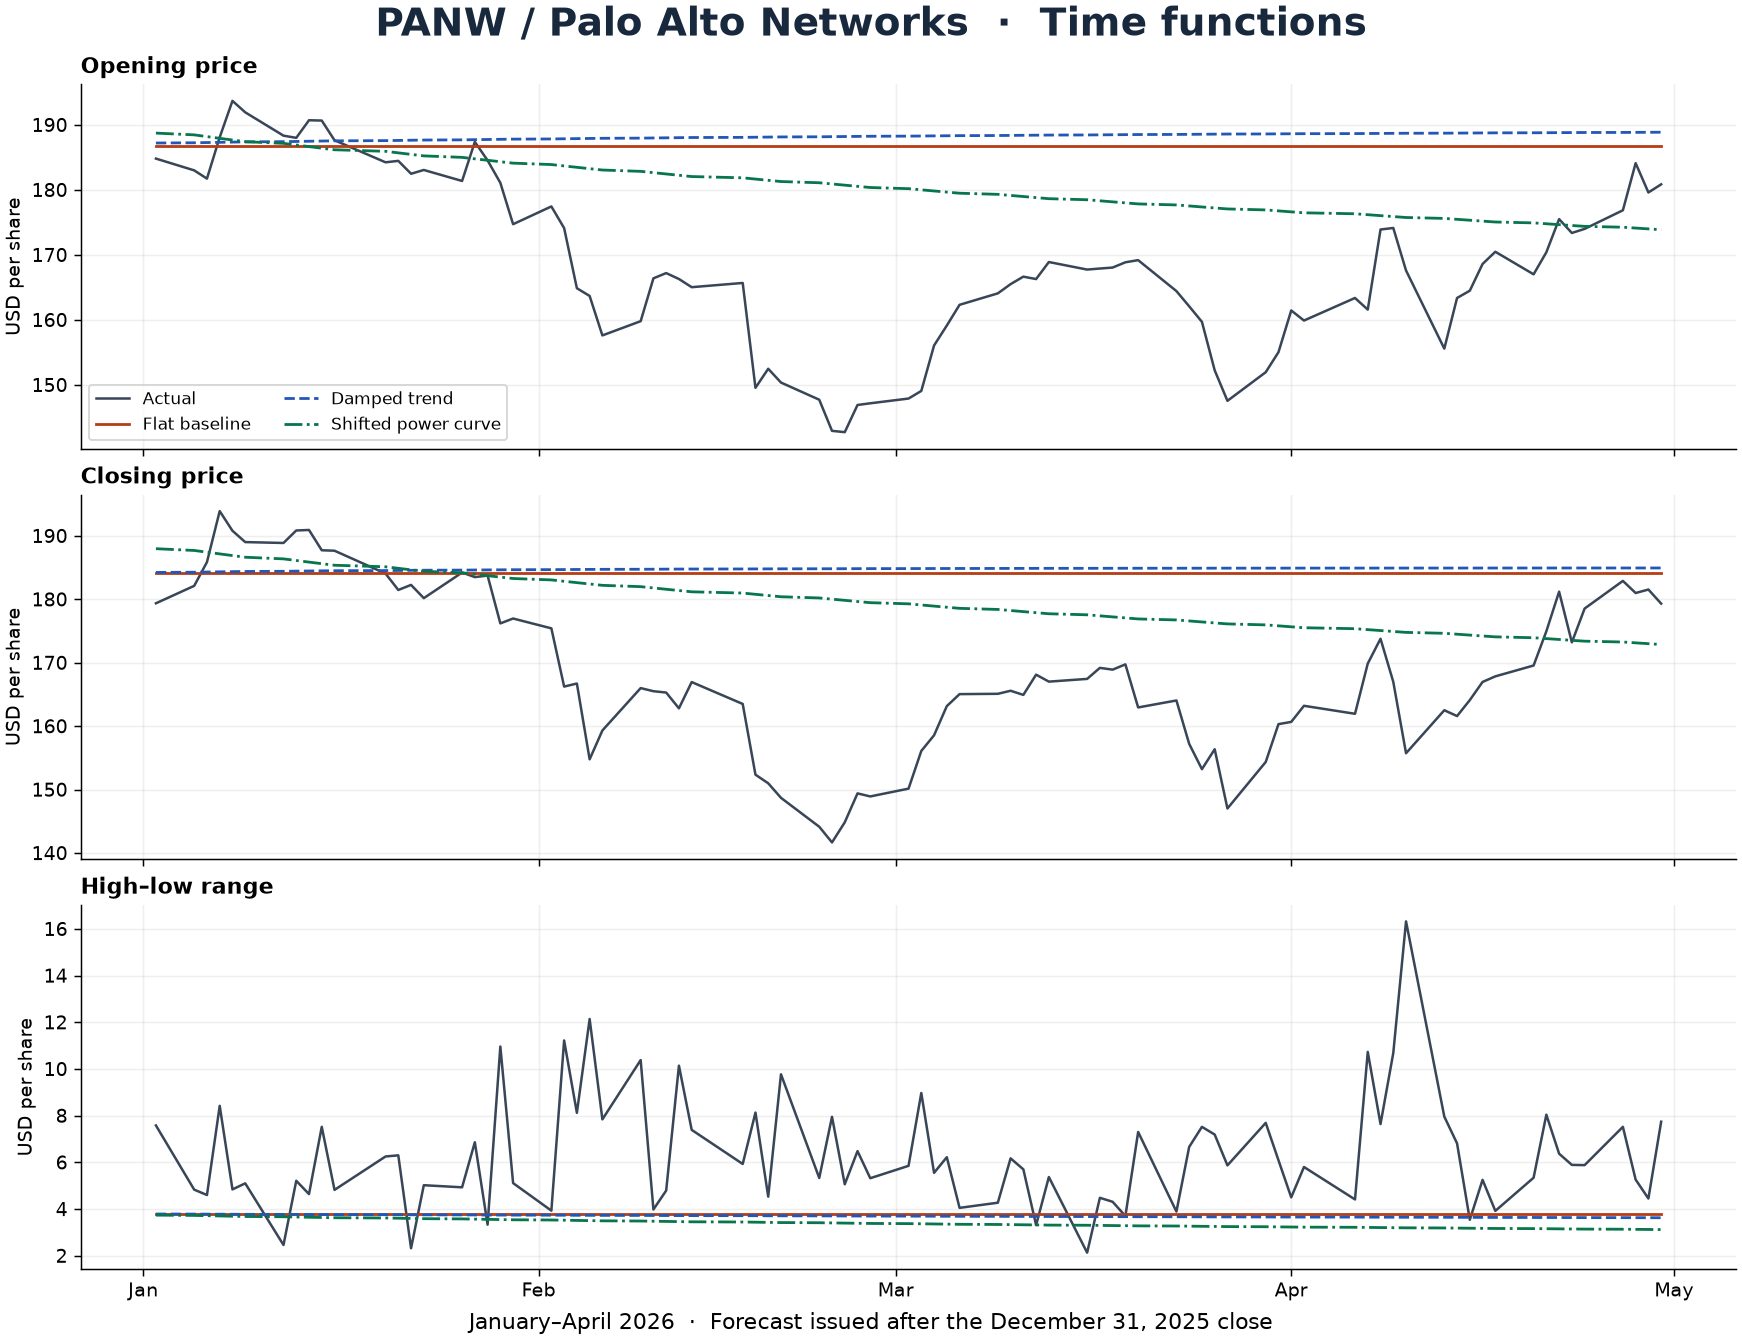 PANW / Palo Alto Networks · Time functions
Opening price
USD per share
190
180
170
160
150
Actual
Flat baseline
Damped trend
Shifted power curve
Closing price
USD per share
190
180
170
160
150
140
High–low range
USD per share
16
14
12
10
8
6
4
2
Jan
Feb
Mar
Apr
May
January–April 2026 · Forecast issued after the December 31, 2025 close